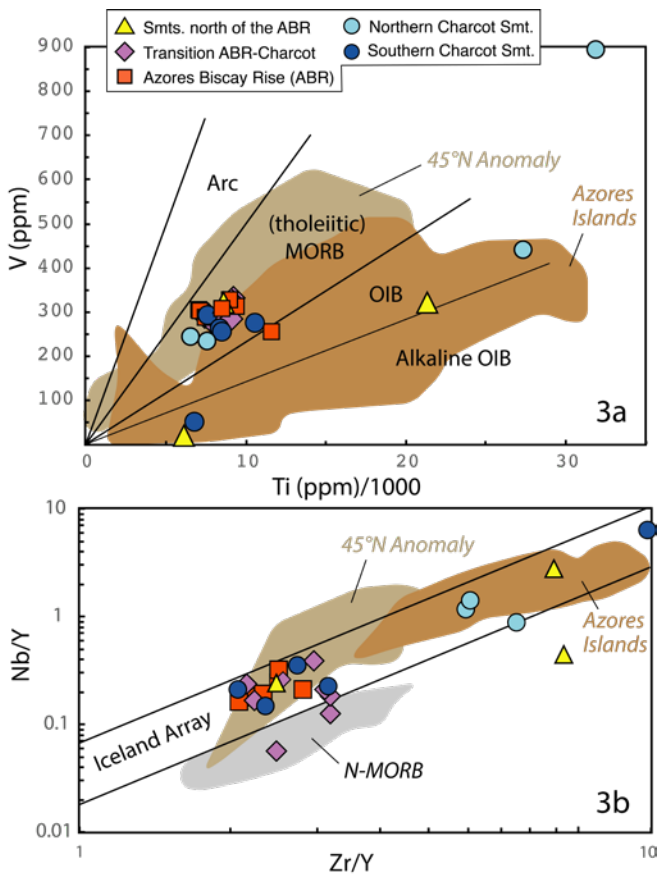 Smts. north of the ABR
Northern Charcot Smt.
Transition ABR-Charcot
Southern Charcot Smt.
Azores Biscay Rise (ABR)
900
800
700
600
500
400
300
200
100
V (ppm)
Arc
45°N Anomaly
(tholeiitic)
MORB
Azores
Islands
OIB
Alkaline OIB
3a
0
10
20
30
Ti (ppm)/1000
10
1
0.1
0.01
Nb/Y
45°N Anomaly
Azores
Islands
Iceland Array
N-MORB
3b
1
10
Zr/Y